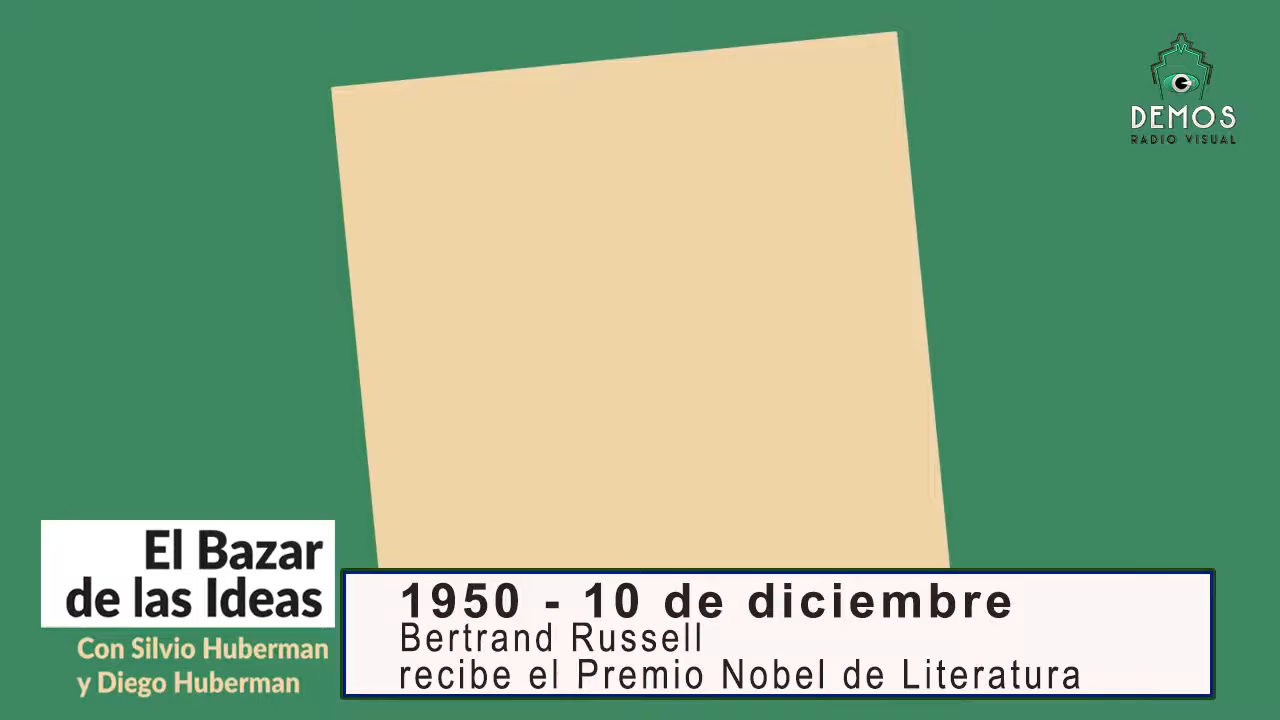 DEMOS
RADIO VISUAL
El Bazar
de las Ideas
Con Silvio Huberman
y Diego Huberman
1950 - 10 de diciembre
Bertrand Russell
recibe el Premio Nobel de Literatura